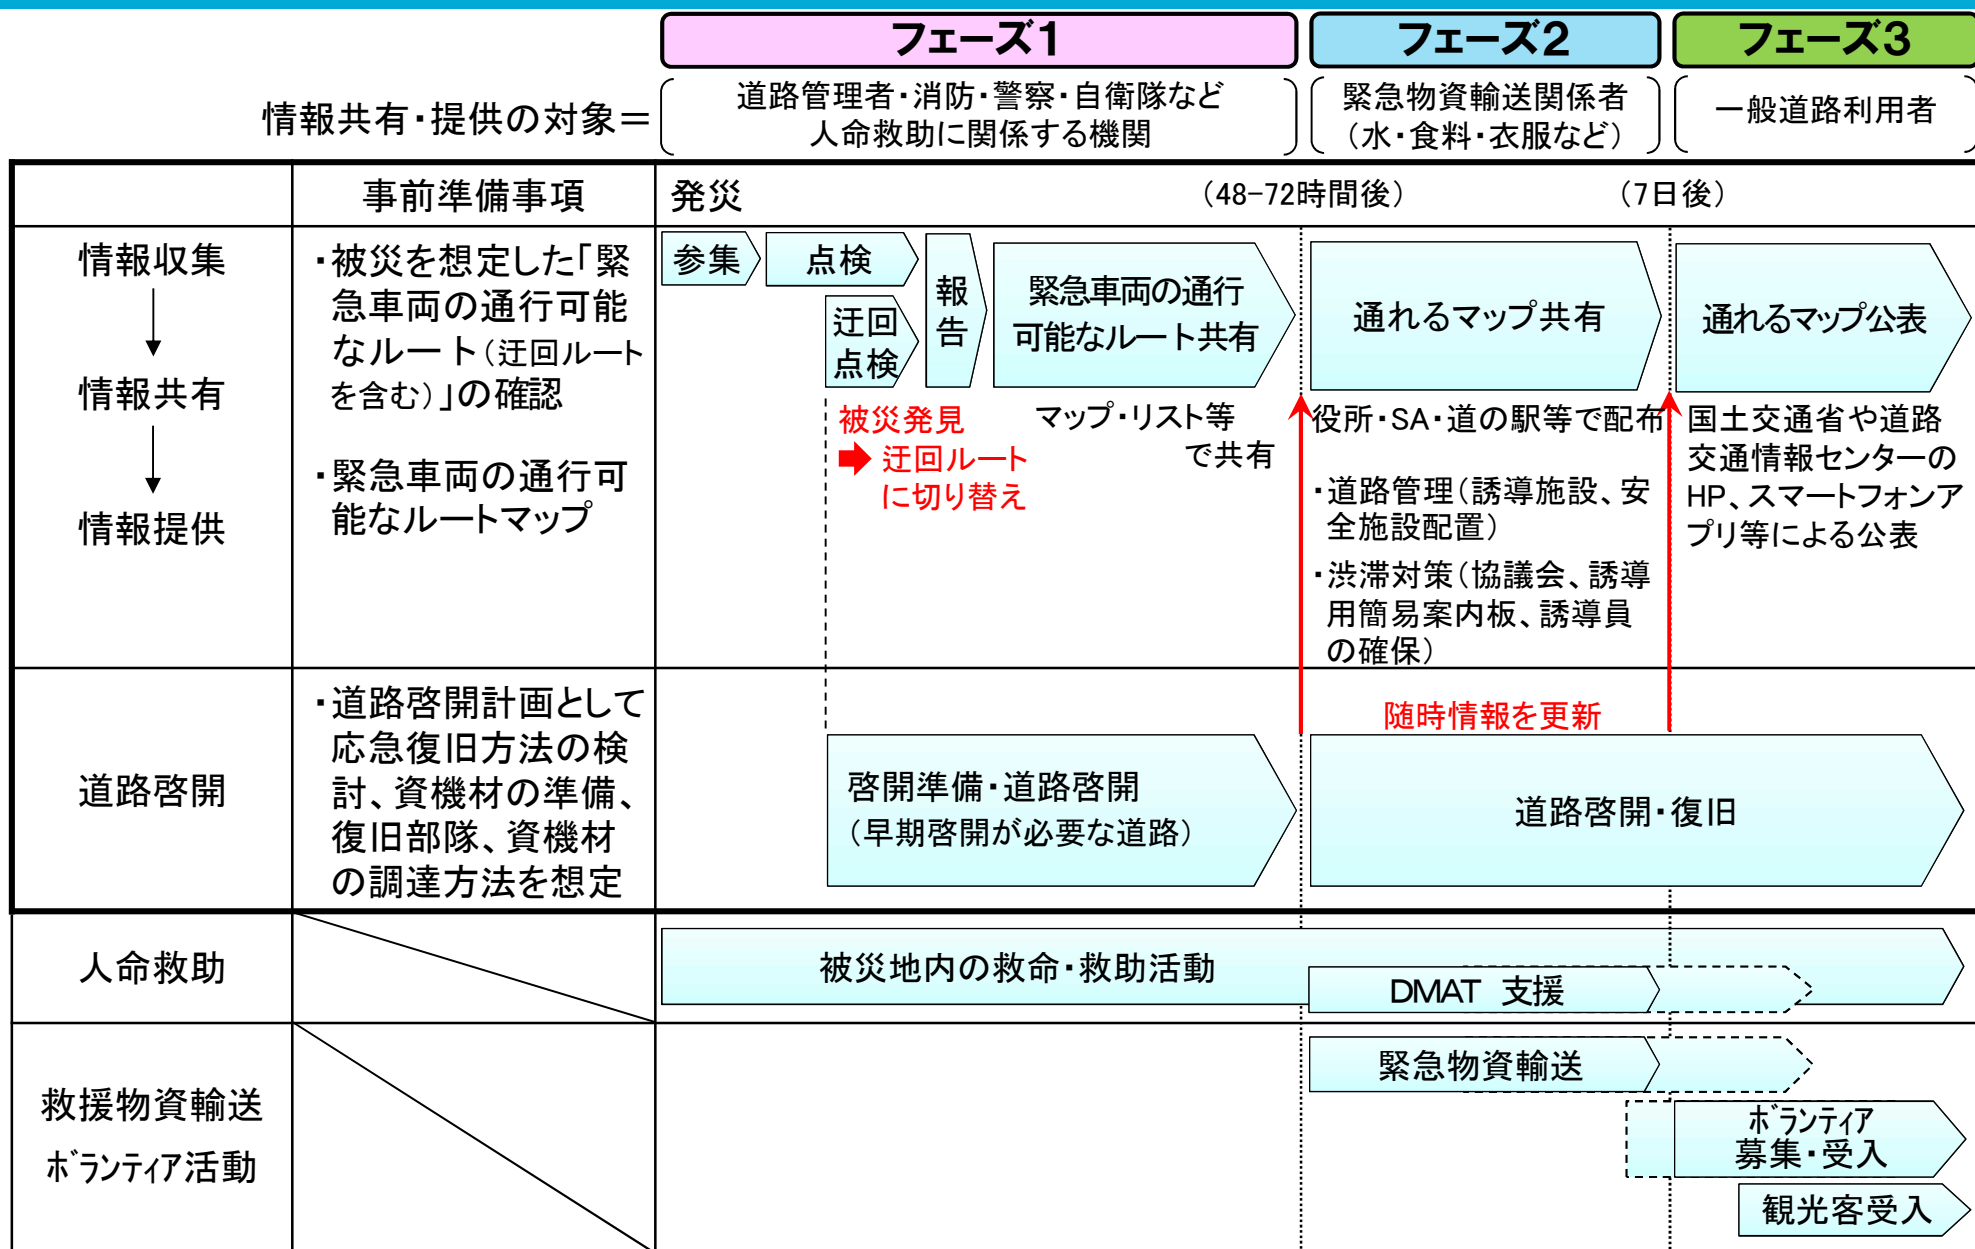 フェーズ1
フェーズ2
フェーズ3
情報共有・提供の対象＝
道路管理者・消防・警察・自衛隊など
人命救助に関係する機関
緊急物資輸送関係者
（水・食料・衣服など）
一般道路利用者
事前準備事項
発災
（48-72時間後）
（7日後）
情報収集
情報共有
情報提供
・被災を想定した「緊
急車両の通行可能
なルート（迂回ルート
を含む）」の確認
・緊急車両の通行可
能なルートマップ
参集
点検
迂回
点検
報
告
緊急車両の通行
可能なルート共有
通れるマップ共有
通れるマップ公表
被災発見
迂回ルート
に切り替え
マップ・リスト等
で共有
役所・SA・道の駅等で配布
・道路管理（誘導施設、安
全施設配置）
・渋滞対策（協議会、誘導
用簡易案内板、誘導員
の確保）
国土交通省や道路
交通情報センターの
HP、スマートフォンア
プリ等による公表
道路啓開
・道路啓開計画として
応急復旧方法の検
討、資機材の準備、
復旧部隊、資機材
の調達方法を想定
随時情報を更新
啓開準備・道路啓開
（早期啓開が必要な道路）
道路啓開・復旧
人命救助
被災地内の救命・救助活動
DMAT 支援
救援物資輸送
ﾎﾞﾗﾝﾃｨｱ活動
緊急物資輸送
ﾎﾞﾗﾝﾃｨｱ
募集・受入
観光客受入